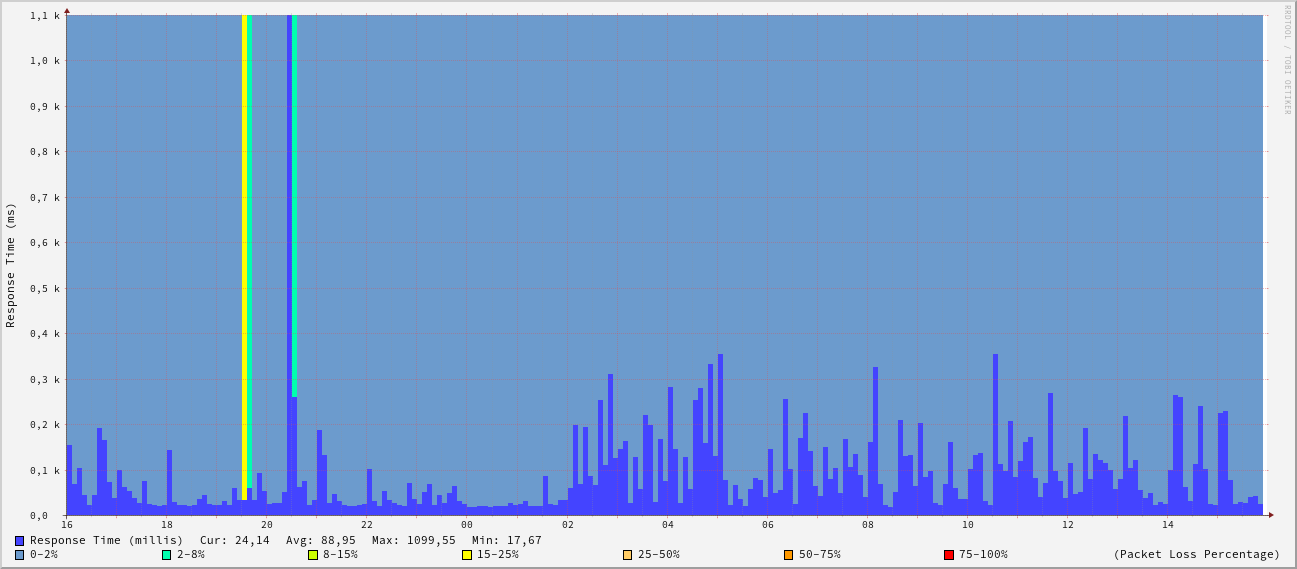 RRDTOOL / TOBI OETIKER
Response Time (ms)
1,1 k
1,0 k
0,9 k
0,8 k
0,7 k
0,6 k
0,5 k
0,4 k
0,3 k
0,2 k
0,1 k
0,0
16 18 20 22 00 02 04 06 08 10 12 14
Response Time (millis) Cur: 24,14 Avg: 88,95 Max: 1099,55 Min: 17,67
0-2% 2-8% 8-15% 15-25% 25-50% 50-75% 75-100% (Packet Loss Percentage)